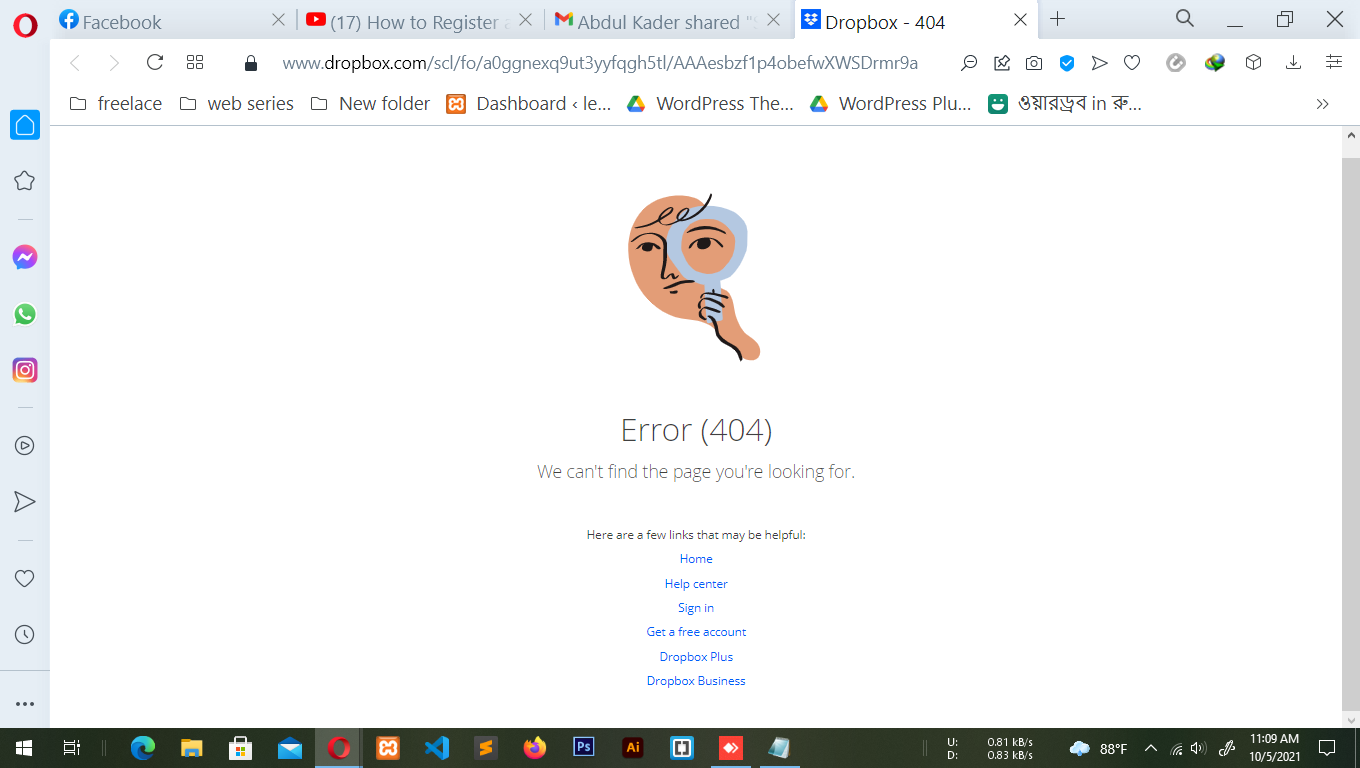 Facebook
(17) How to Register a
Abdul Kader shared "S
Dropbox - 404
www.dropbox.com/scl/fo/a0ggnexq9ut3yyfqgh5tl/AAAesbzf1p4obefwXWSDrmr9a
freelace
web series
New folder
Dashboard ‹ le...
WordPress The...
WordPress Plu...
ওয়ারড্রব in রু...
Error (404)
We can't find the page you're looking for.
Here are a few links that may be helpful:
Home
Help center
Sign in
Get a free account
Dropbox Plus
Dropbox Business
Ps
Ai
U: 0.81 kB/s
D: 0.83 kB/s
88°F
11:09 AM
10/5/2021